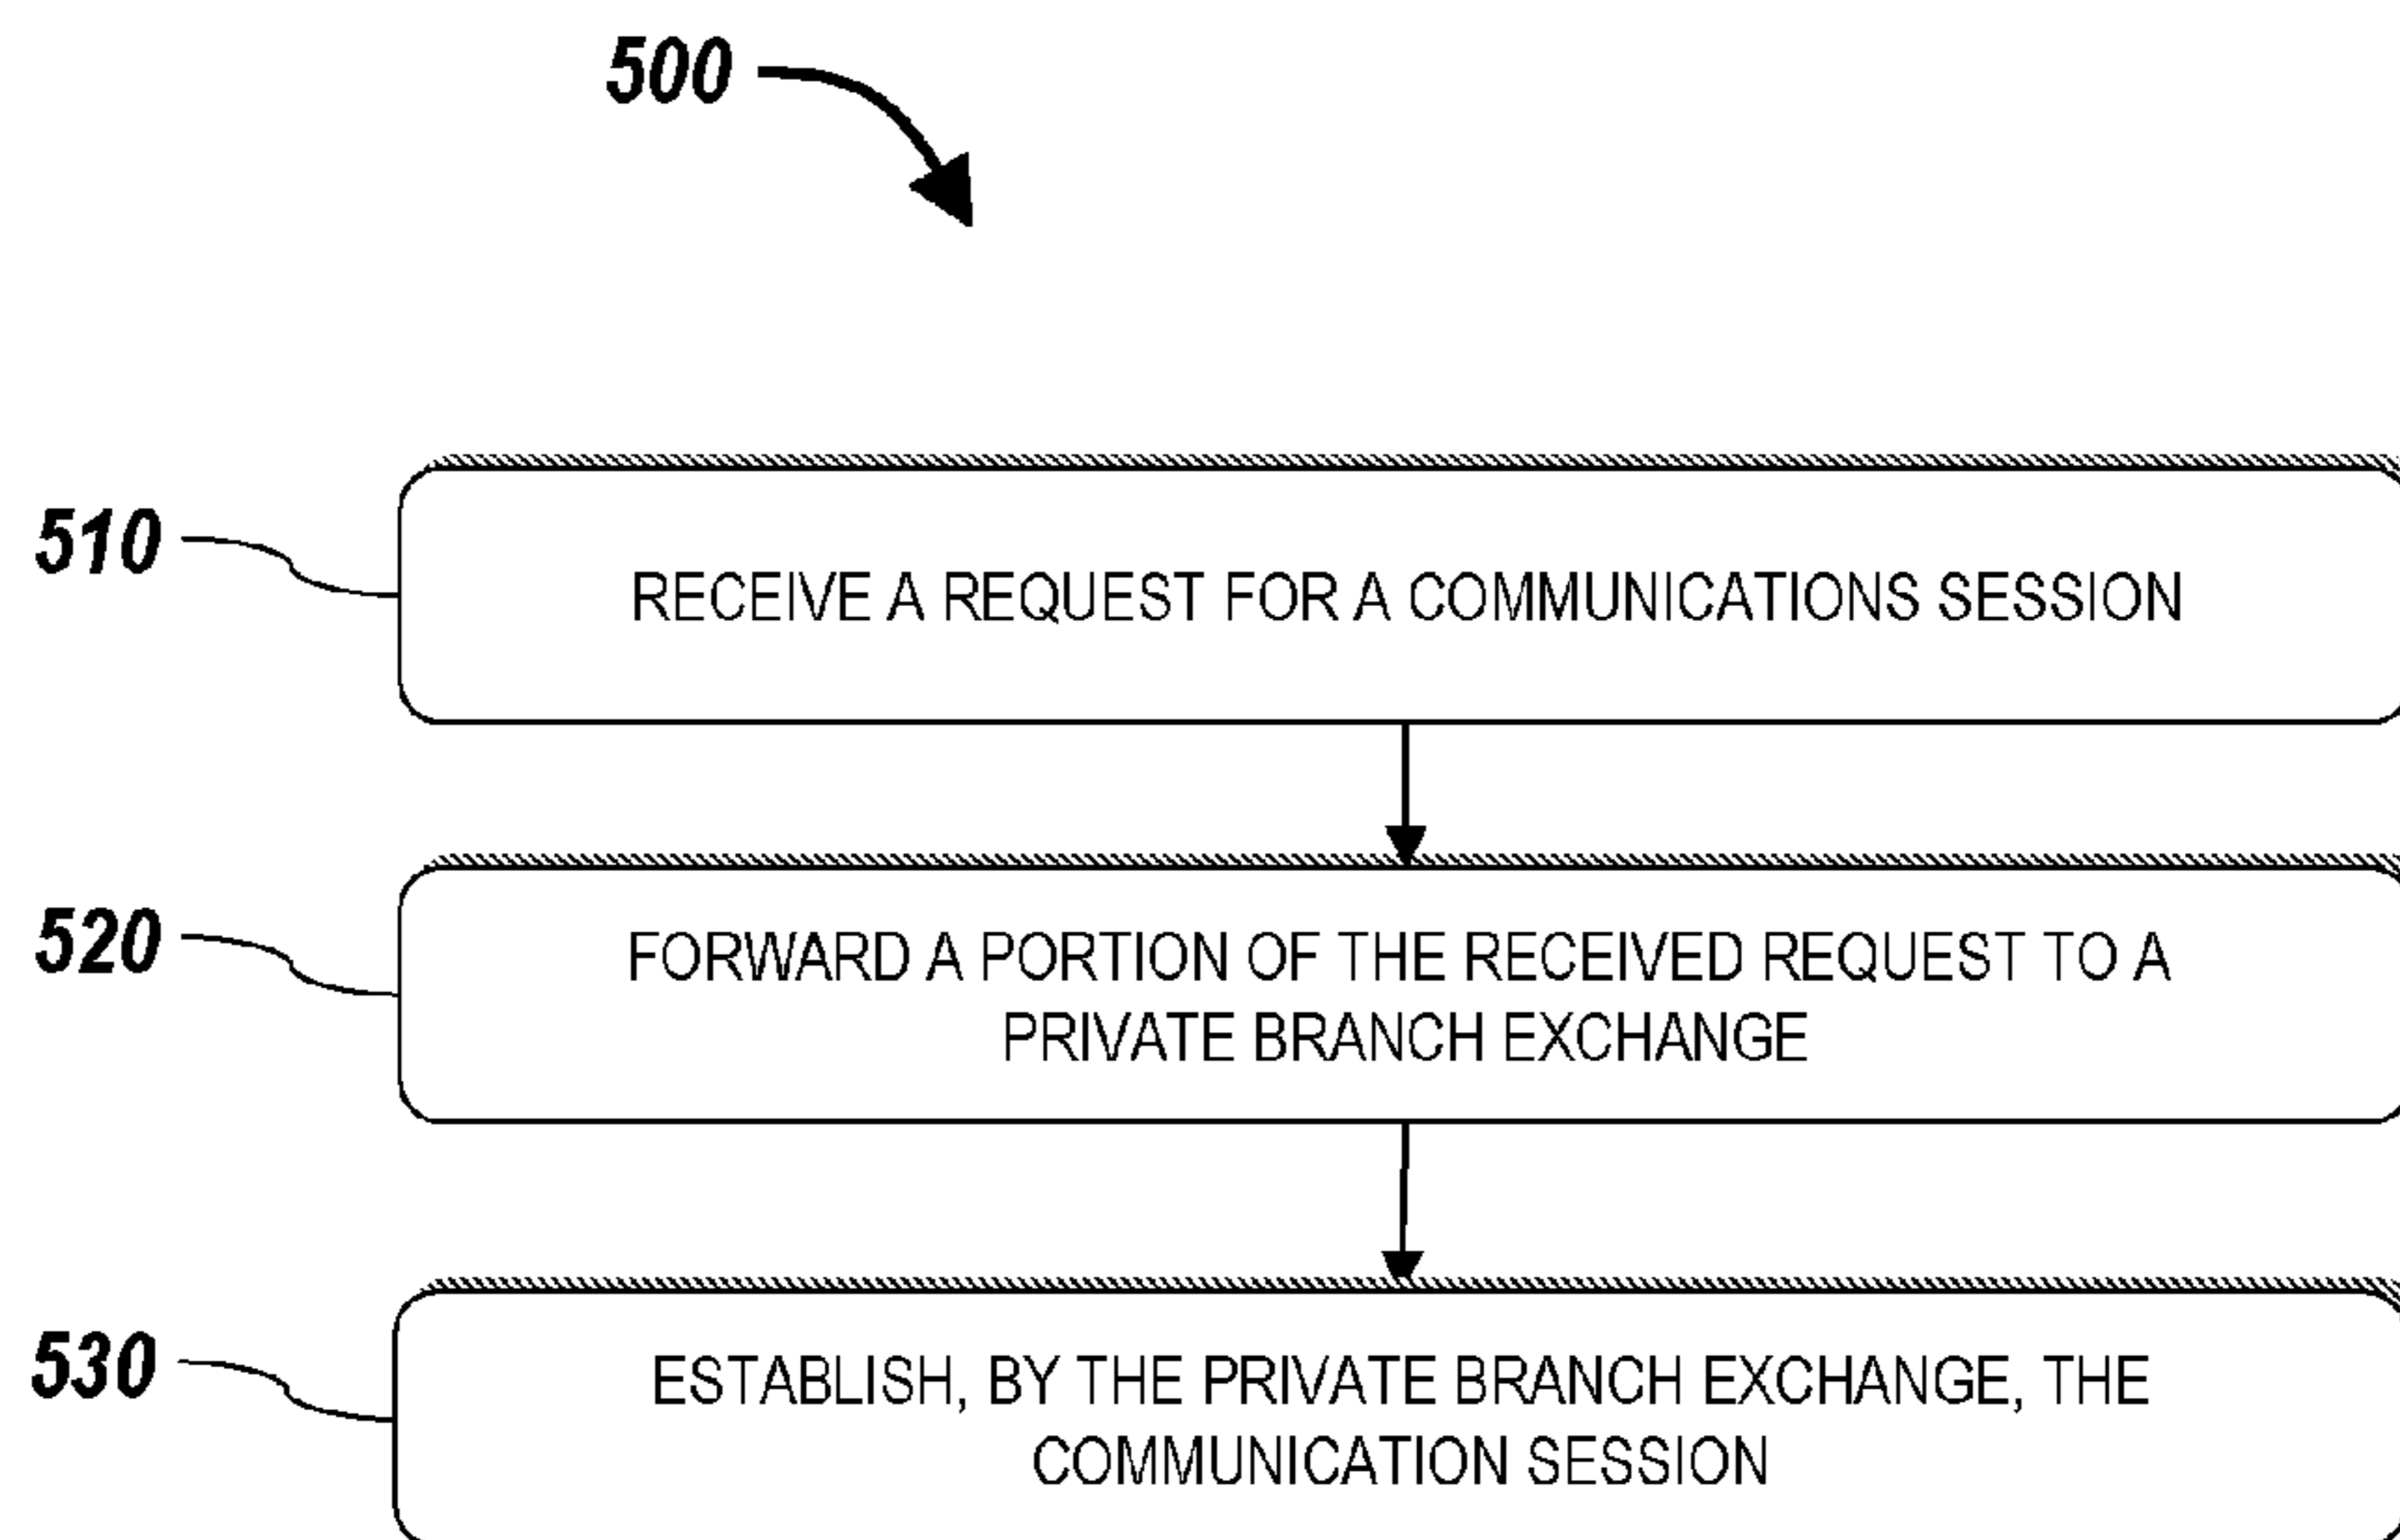 500
510
RECEIVE A REQUEST FOR A COMMUNICATIONS SESSION
520
FORWARD A PORTION OF THE RECEIVED REQUEST TO A
PRIVATE BRANCH EXCHANGE
530
ESTABLISH, BY THE PRIVATE BRANCH EXCHANGE, THE
COMMUNICATION SESSION